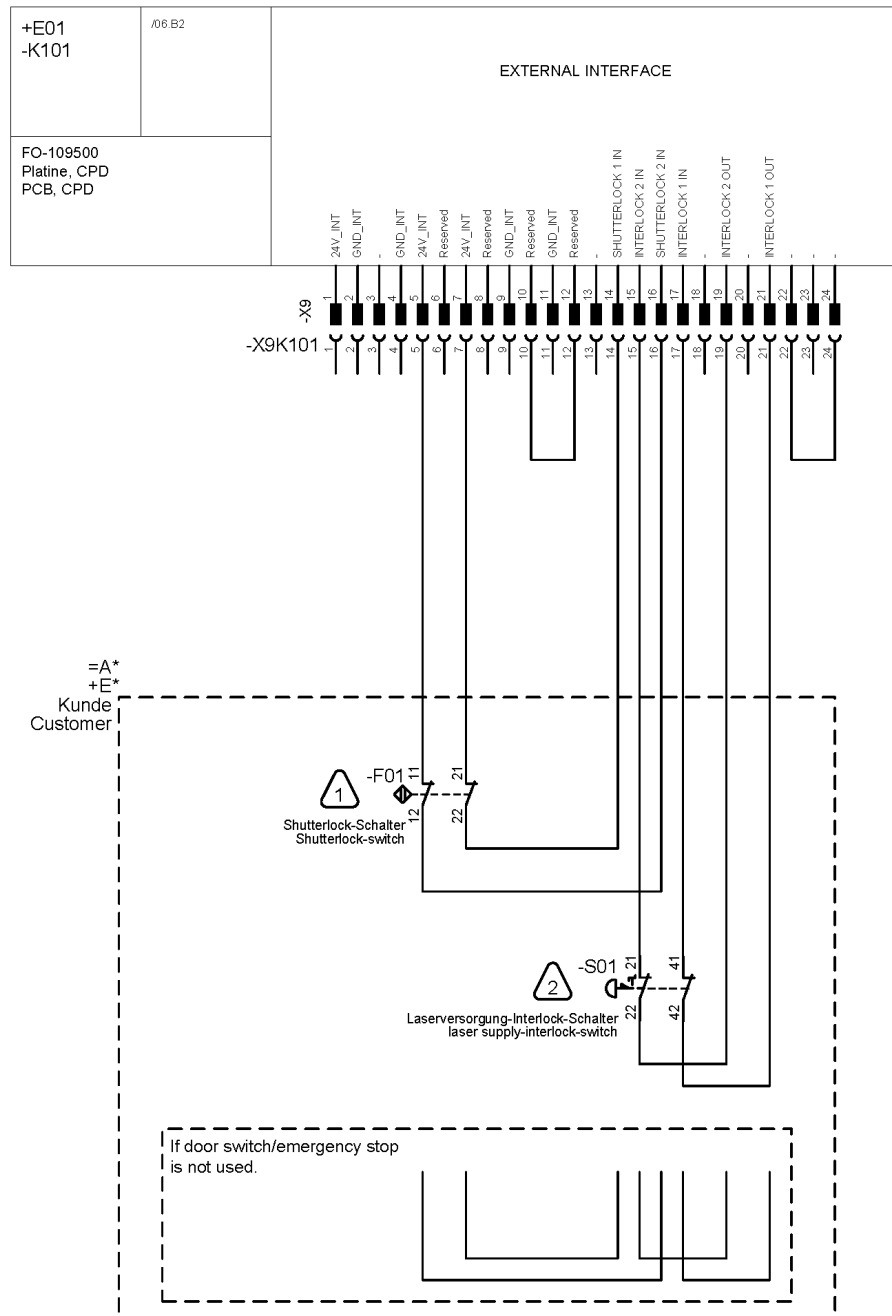 +E01
-K101
/06.B2
EXTERNAL INTERFACE
FO-109500
Platine, CPD
PCB, CPD
24V_INT
GND_INT
-
GND_INT
24V_INT
Reserved
24V_INT
Reserved
GND_INT
Reserved
GND_INT
Reserved
-
SHUTTERLOCK 1 IN
INTERLOCK 2 IN
SHUTTERLOCK 2 IN
INTERLOCK 1 IN
-
INTERLOCK 2 OUT
-
INTERLOCK 1 OUT
-
-
-
-X9
1 2 3 4 5 6 7 8 9 10 11 12 13 14 15 16 17 18 19 20 21 22 23 24
-X9K101
1 2 3 4 5 6 7 8 9 10 11 12 13 14 15 16 17 18 19 20 21 22 23 24
=A*
+E*
Kunde
Customer
-F01
11
21
1
12
22
Shutterlock-Schalter
Shutterlock-switch
-S01
21
41
2
22
42
Laserversorgung-Interlock-Schalter
laser supply-interlock-switch
If door switch/emergency stop
is not used.